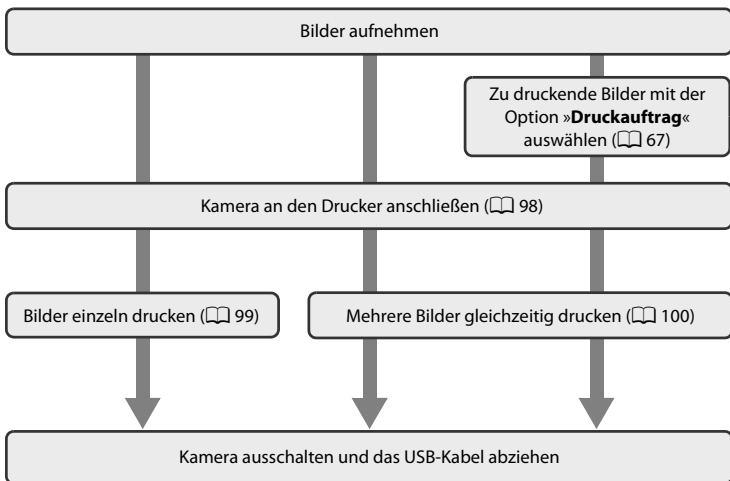 Bilder aufnehmen
Zu druckende Bilder mit der
Option »Druckauftrag«
auswählen (📖 67)
Kamera an den Drucker anschließen (📖 98)
Bilder einzeln drucken (📖 99)
Mehrere Bilder gleichzeitig drucken (📖 100)
Kamera ausschalten und das USB-Kabel abziehen